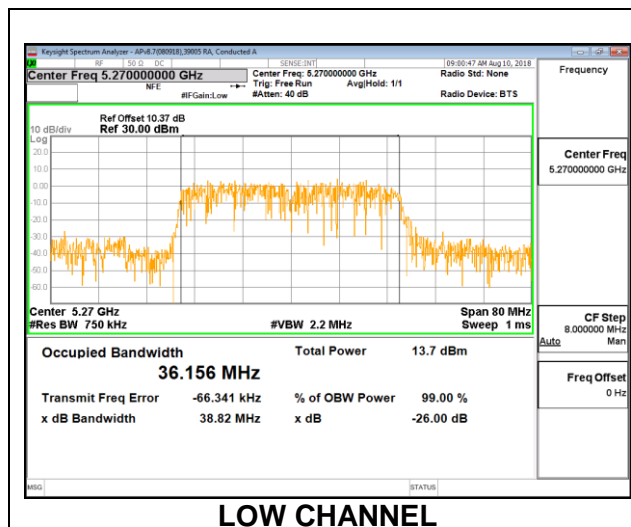 Keysight Spectrum Analyzer - APv8.7(080918),39005 RA, Conducted A
RF 50 Ω DC SENSE:INT 09:00:47 AM Aug 10, 2018
Center Freq 5.270000000 GHz Center Freq: 5.270000000 GHz Radio Std: None Frequency
NFE Trig: Free Run Avg|Hold: 1/1
#IFGain:Low #Atten: 40 dB Radio Device: BTS
Ref Offset 10.37 dB
10 dB/div Ref 30.00 dBm
Log
20.0
10.0
0.00
-10.0
-20.0
-30.0
-40.0
-50.0
-60.0
Center Freq
5.270000000 GHz
Center 5.27 GHz Span 80 MHz
#Res BW 750 kHz #VBW 2.2 MHz Sweep 1 ms
CF Step
8.000000 MHz
Auto Man
Occupied Bandwidth Total Power 13.7 dBm
36.156 MHz
Freq Offset
0 Hz
Transmit Freq Error -66.341 kHz % of OBW Power 99.00 %
x dB Bandwidth 38.82 MHz x dB -26.00 dB
MSG STATUS
LOW CHANNEL